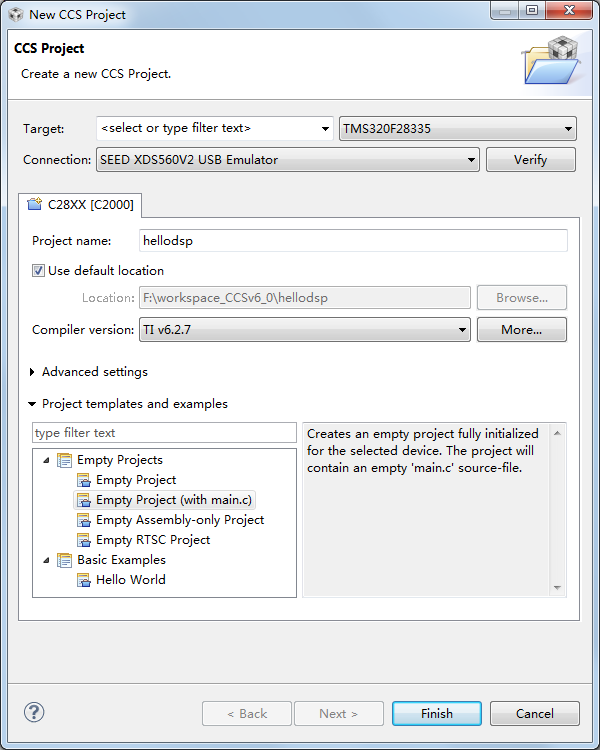 New CCS Project
CCS Project
Create a new CCS Project.
Target: <select or type filter text> TMS320F28335
Connection: SEED XDS560V2 USB Emulator Verify
C28XX [C2000]
Project name: hellodsp
Use default location
Location: F:\workspace_CCSv6_0\hellodsp Browse...
Compiler version: TI v6.2.7 More...
Advanced settings
Project templates and examples
type filter text
Empty Projects
Empty Project
Empty Project (with main.c)
Empty Assembly-only Project
Empty RTSC Project
Basic Examples
Hello World
Creates an empty project fully initialized
for the selected device. The project will
contain an empty 'main.c' source-file.
? < Back Next > Finish Cancel